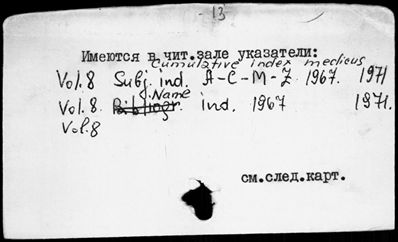 - 13
Имеются в чит.зале указатели:
Cumulative index medicus
Vol. 8 Subj. ind. A-C-M-Z 1967. 1971
Name
Vol. 8. Bibliogr. ind. 1967 1971.
Vol. 8
см.след.карт.